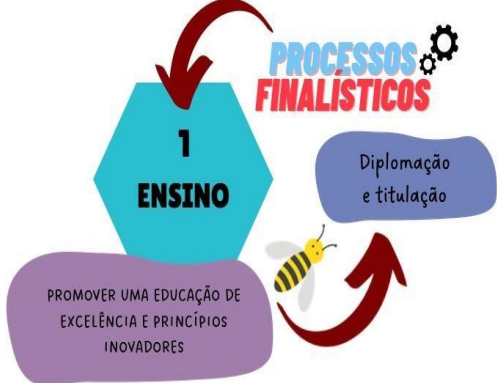 PROCESSOS
FINALÍSTICOS
1
ENSINO
Diplomação
e titulação
PROMOVER UMA EDUCAÇÃO DE
EXCELÊNCIA E PRINCÍPIOS
INOVADORES